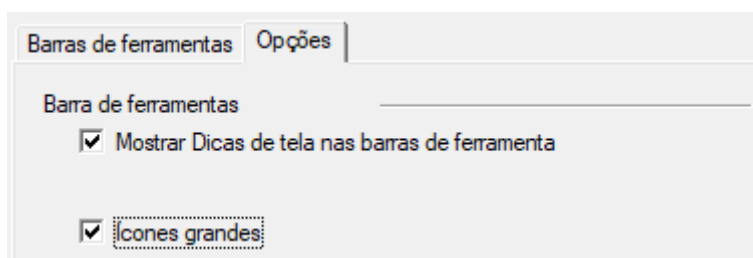 Barras de ferramentas Opções
Barra de ferramentas
Mostrar Dicas de tela nas barras de ferramenta
Ícones grandes